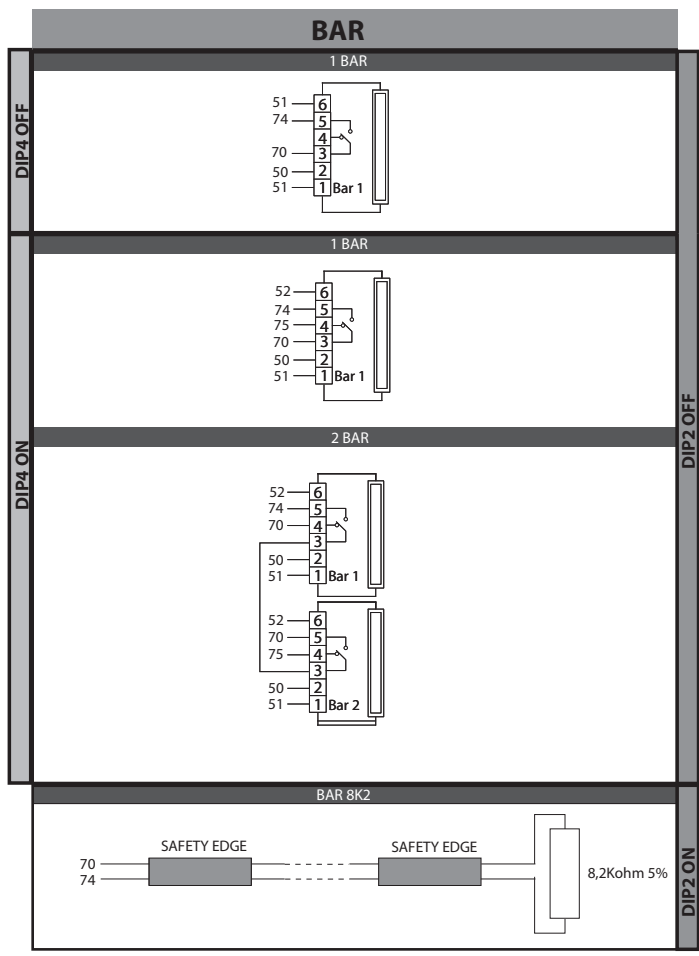 BAR
DIP4 OFF
1 BAR
51 6
74 5
4
70 3
50 2
51 1 Bar 1
DIP2 OFF
DIP4 ON
1 BAR
52 6
74 5
75 4
70 3
50 2
51 1 Bar 1
2 BAR
52 6
74 5
70 4
3
50 2
51 1 Bar 1
52 6
70 5
75 4
3
50 2
51 1 Bar 2
BAR 8K2
SAFETY EDGE SAFETY EDGE
70
74
8,2Kohm 5%
DIP2 ON